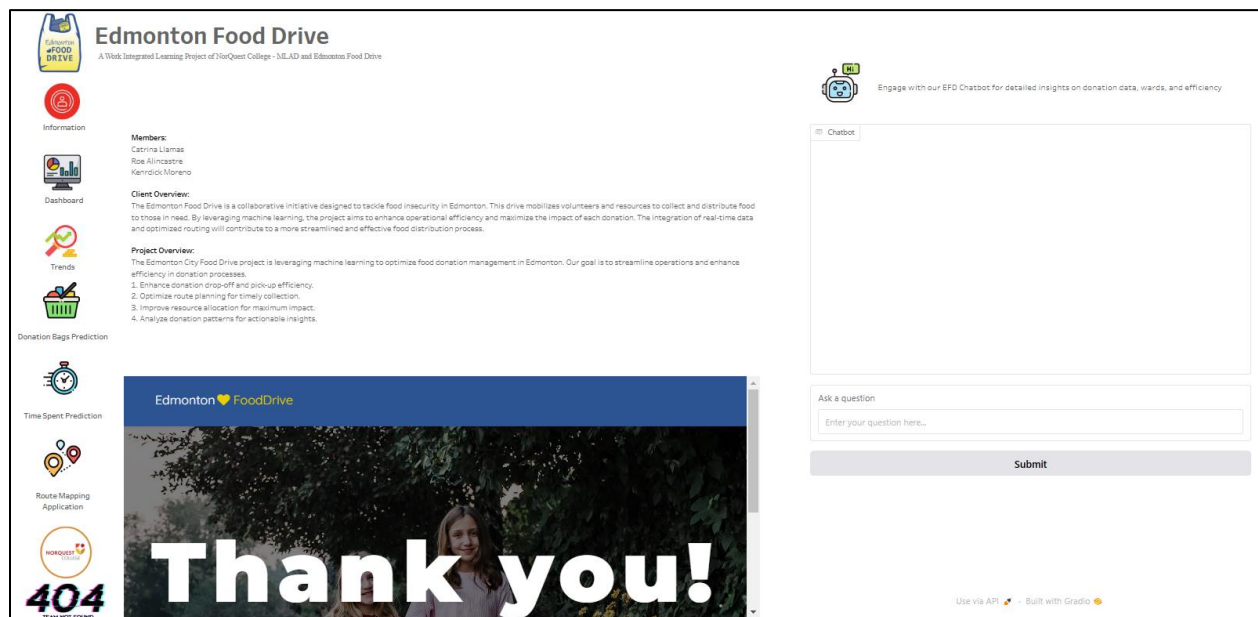 Edmonton
FOOD
DRIVE
Edmonton Food Drive
A Work Integrated Learning Project of NorQuest College - MLAD and Edmonton Food Drive
Information
Dashboard
Trends
Donation Bags Prediction
Time Spent Prediction
Route Mapping
Application
NORQUEST
COLLEGE
404
TEAM NOT FOUND
Members:
Catrina Llamas
Roe Alincastre
Kenrdick Moreno
Client Overview:
The Edmonton Food Drive is a collaborative initiative designed to tackle food insecurity in Edmonton. This drive mobilizes volunteers and resources to collect and distribute food
to those in need. By leveraging machine learning, the project aims to enhance operational efficiency and maximize the impact of each donation. The integration of real-time data
and optimized routing will contribute to a more streamlined and effective food distribution process.
Project Overview:
The Edmonton City Food Drive project is leveraging machine learning to optimize food donation management in Edmonton. Our goal is to streamline operations and enhance
efficiency in donation processes.
1. Enhance donation drop-off and pick-up efficiency.
2. Optimize route planning for timely collection.
3. Improve resource allocation for maximum impact.
4. Analyze donation patterns for actionable insights.
Edmonton FoodDrive
Thank you!
Hi
Engage with our EFD Chatbot for detailed insights on donation data, wards, and efficiency
Chatbot
Ask a question
Enter your question here...
Submit
Use via API - Built with Gradio